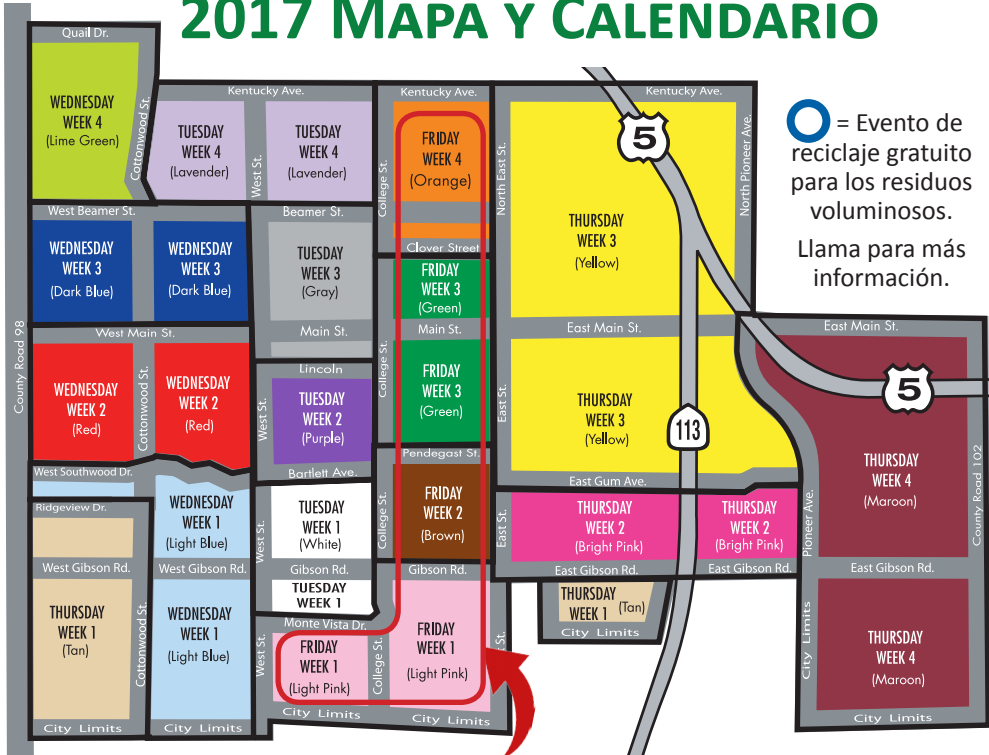 2017 MAPA Y CALENDARIO
Quail Dr.
WEDNESDAY
WEEK 4
(Lime Green)
Cottonwood St.
Kentucky Ave.
TUESDAY
WEEK 4
(Lavender)
West St.
TUESDAY
WEEK 4
(Lavender)
College St.
Kentucky Ave.
FRIDAY
WEEK 4
(Orange)
North East St.
Kentucky Ave.
5
North Pioneer Ave.
= Evento de
reciclaje gratuito
para los residuos
voluminosos.
Llama para más
información.
West Beamer St.
Beamer St.
WEDNESDAY
WEEK 3
(Dark Blue)
WEDNESDAY
WEEK 3
(Dark Blue)
TUESDAY
WEEK 3
(Gray)
Clover Street
FRIDAY
WEEK 3
(Green)
THURSDAY
WEEK 3
(Yellow)
County Road 98
West Main St.
Main St.
Main St.
East Main St.
East Main St.
WEDNESDAY
WEEK 2
(Red)
Cottonwood St.
WEDNESDAY
WEEK 2
(Red)
West St.
Lincoln
TUESDAY
WEEK 2
(Purple)
College St.
FRIDAY
WEEK 3
(Green)
East St.
THURSDAY
WEEK 3
(Yellow)
113
5
THURSDAY
WEEK 4
(Maroon)
County Road 102
West Southwood Dr.
Bartlett Ave.
Pendegast St.
East Gum Ave.
Ridgeview Dr.
WEDNESDAY
WEEK 1
(Light Blue)
West St.
TUESDAY
WEEK 1
(White)
College St.
FRIDAY
WEEK 2
(Brown)
East St.
THURSDAY
WEEK 2
(Bright Pink)
THURSDAY
WEEK 2
(Bright Pink)
Pioneer Ave.
West Gibson Rd.
West Gibson Rd.
Gibson Rd.
Gibson Rd.
East Gibson Rd.
East Gibson Rd.
East Gibson Rd.
THURSDAY
WEEK 1
(Tan)
Cottonwood St.
WEDNESDAY
WEEK 1
(Light Blue)
TUESDAY
WEEK 1
Monte Vista Dr.
West St.
FRIDAY
WEEK 1
(Light Pink)
College St.
FRIDAY
WEEK 1
(Light Pink)
St.
THURSDAY
WEEK 1
(Tan)
City Limits
City Limits
THURSDAY
WEEK 4
(Maroon)
City Limits
City Limits
City Limits
City Limits